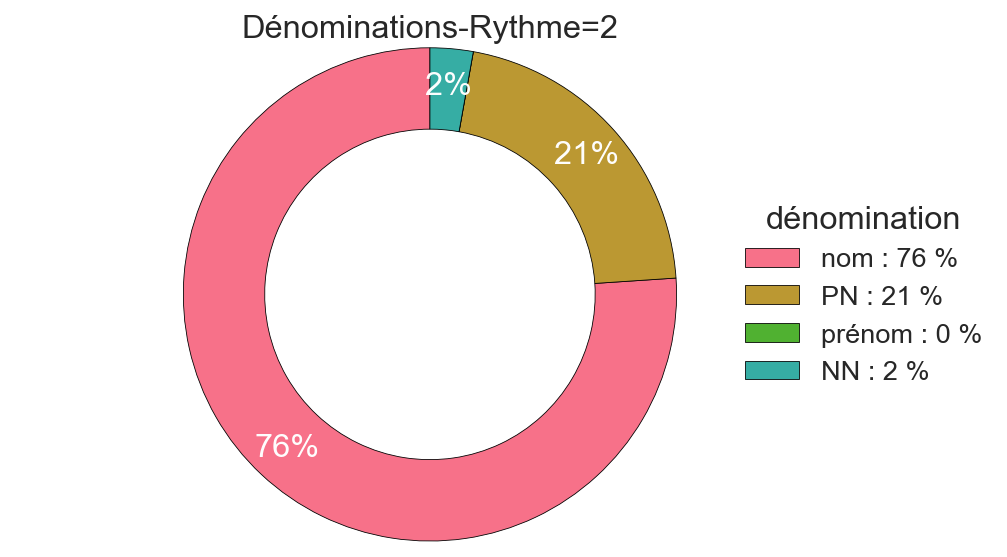 Dénominations-Rythme=2
2%
21%
76%
dénomination
nom : 76 %
PN : 21 %
prénom : 0 %
NN : 2 %